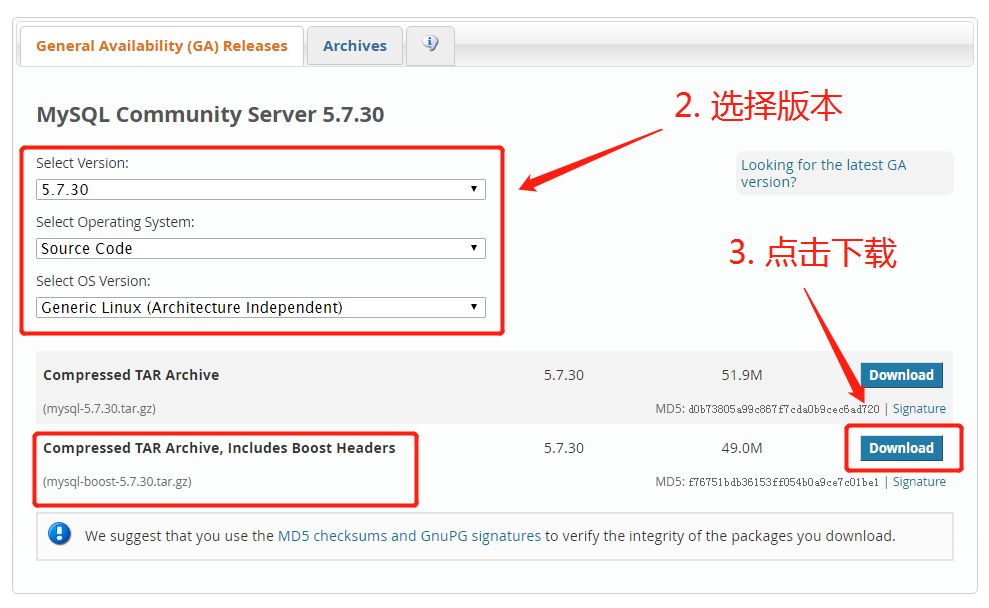 General Availability (GA) Releases
Archives
MySQL Community Server 5.7.30
2. 选择版本
Select Version:
5.7.30
Looking for the latest GA
version?
Select Operating System:
Source Code
3. 点击下载
Select OS Version:
Generic Linux (Architecture Independent)
Compressed TAR Archive 5.7.30 51.9M Download
(mysql-5.7.30.tar.gz) MD5: d0b73805a99c867f7cda0b9cec6ad720 | Signature
Compressed TAR Archive, Includes Boost Headers 5.7.30 49.0M Download
(mysql-boost-5.7.30.tar.gz) MD5: f76751bdb36153ff054b0a9ce7c01be1 | Signature
We suggest that you use the MD5 checksums and GnuPG signatures to verify the integrity of the packages you download.